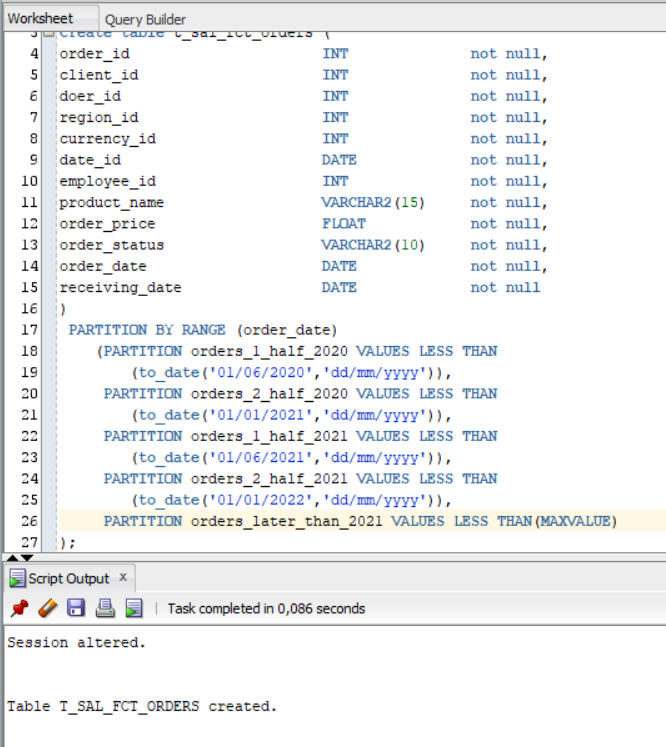 Worksheet Query Builder
3 Create table t_sal_fct_orders (
4 order_id INT not null,
5 client_id INT not null,
6 doer_id INT not null,
7 region_id INT not null,
8 currency_id INT not null,
9 date_id DATE not null,
10 employee_id INT not null,
11 product_name VARCHAR2(15) not null,
12 order_price FLOAT not null,
13 order_status VARCHAR2(10) not null,
14 order_date DATE not null,
15 receiving_date DATE not null
16 )
17 PARTITION BY RANGE (order_date)
18 (PARTITION orders_1_half_2020 VALUES LESS THAN
19 (to_date('01/06/2020','dd/mm/yyyy')),
20 PARTITION orders_2_half_2020 VALUES LESS THAN
21 (to_date('01/01/2021','dd/mm/yyyy')),
22 PARTITION orders_1_half_2021 VALUES LESS THAN
23 (to_date('01/06/2021','dd/mm/yyyy')),
24 PARTITION orders_2_half_2021 VALUES LESS THAN
25 (to_date('01/01/2022','dd/mm/yyyy')),
26 PARTITION orders_later_than_2021 VALUES LESS THAN(MAXVALUE)
27 );
Script Output x
Task completed in 0,086 seconds
Session altered.
Table T_SAL_FCT_ORDERS created.